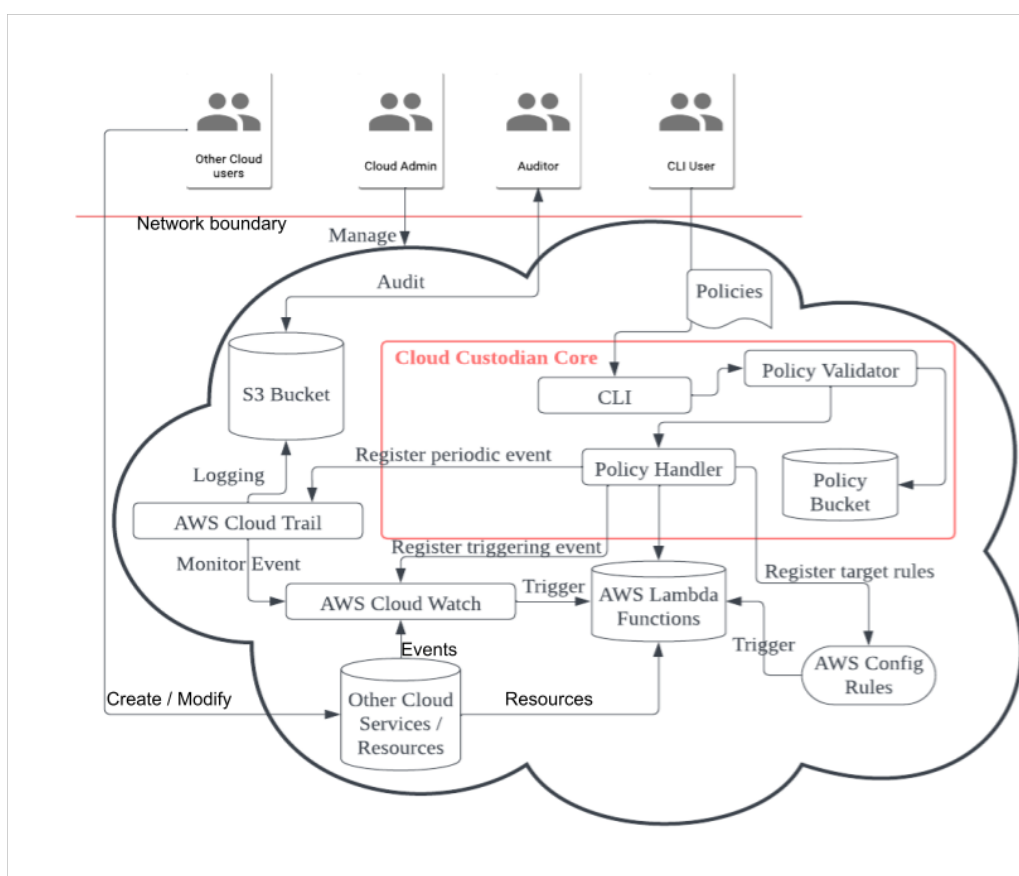 Other Cloud
users
Cloud Admin
Auditor
CLI User
Network boundary
Manage
Audit
Policies
Cloud Custodian Core
Policy Validator
S3 Bucket
CLI
Register periodic event
Policy Handler
Logging
Policy
Bucket
AWS Cloud Trail
Register triggering event
Monitor Event
Register target rules
Trigger
AWS Lambda
Functions
AWS Cloud Watch
Events
Trigger
AWS Config
Rules
Create / Modify
Other Cloud
Services /
Resources
Resources